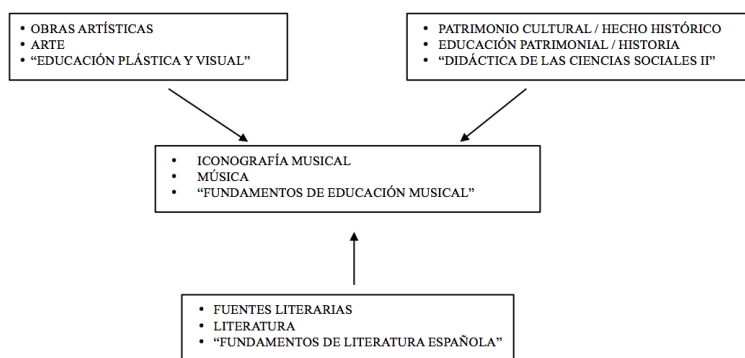 • OBRAS ARTÍSTICAS
• ARTE
• “EDUCACIÓN PLÁSTICA Y VISUAL”
• PATRIMONIO CULTURAL / HECHO HISTÓRICO
• EDUCACIÓN PATRIMONIAL / HISTORIA
• “DIDÁCTICA DE LAS CIENCIAS SOCIALES II”
• ICONOGRAFÍA MUSICAL
• MÚSICA
• “FUNDAMENTOS DE EDUCACIÓN MUSICAL”
• FUENTES LITERARIAS
• LITERATURA
• “FUNDAMENTOS DE LITERATURA ESPAÑOLA”